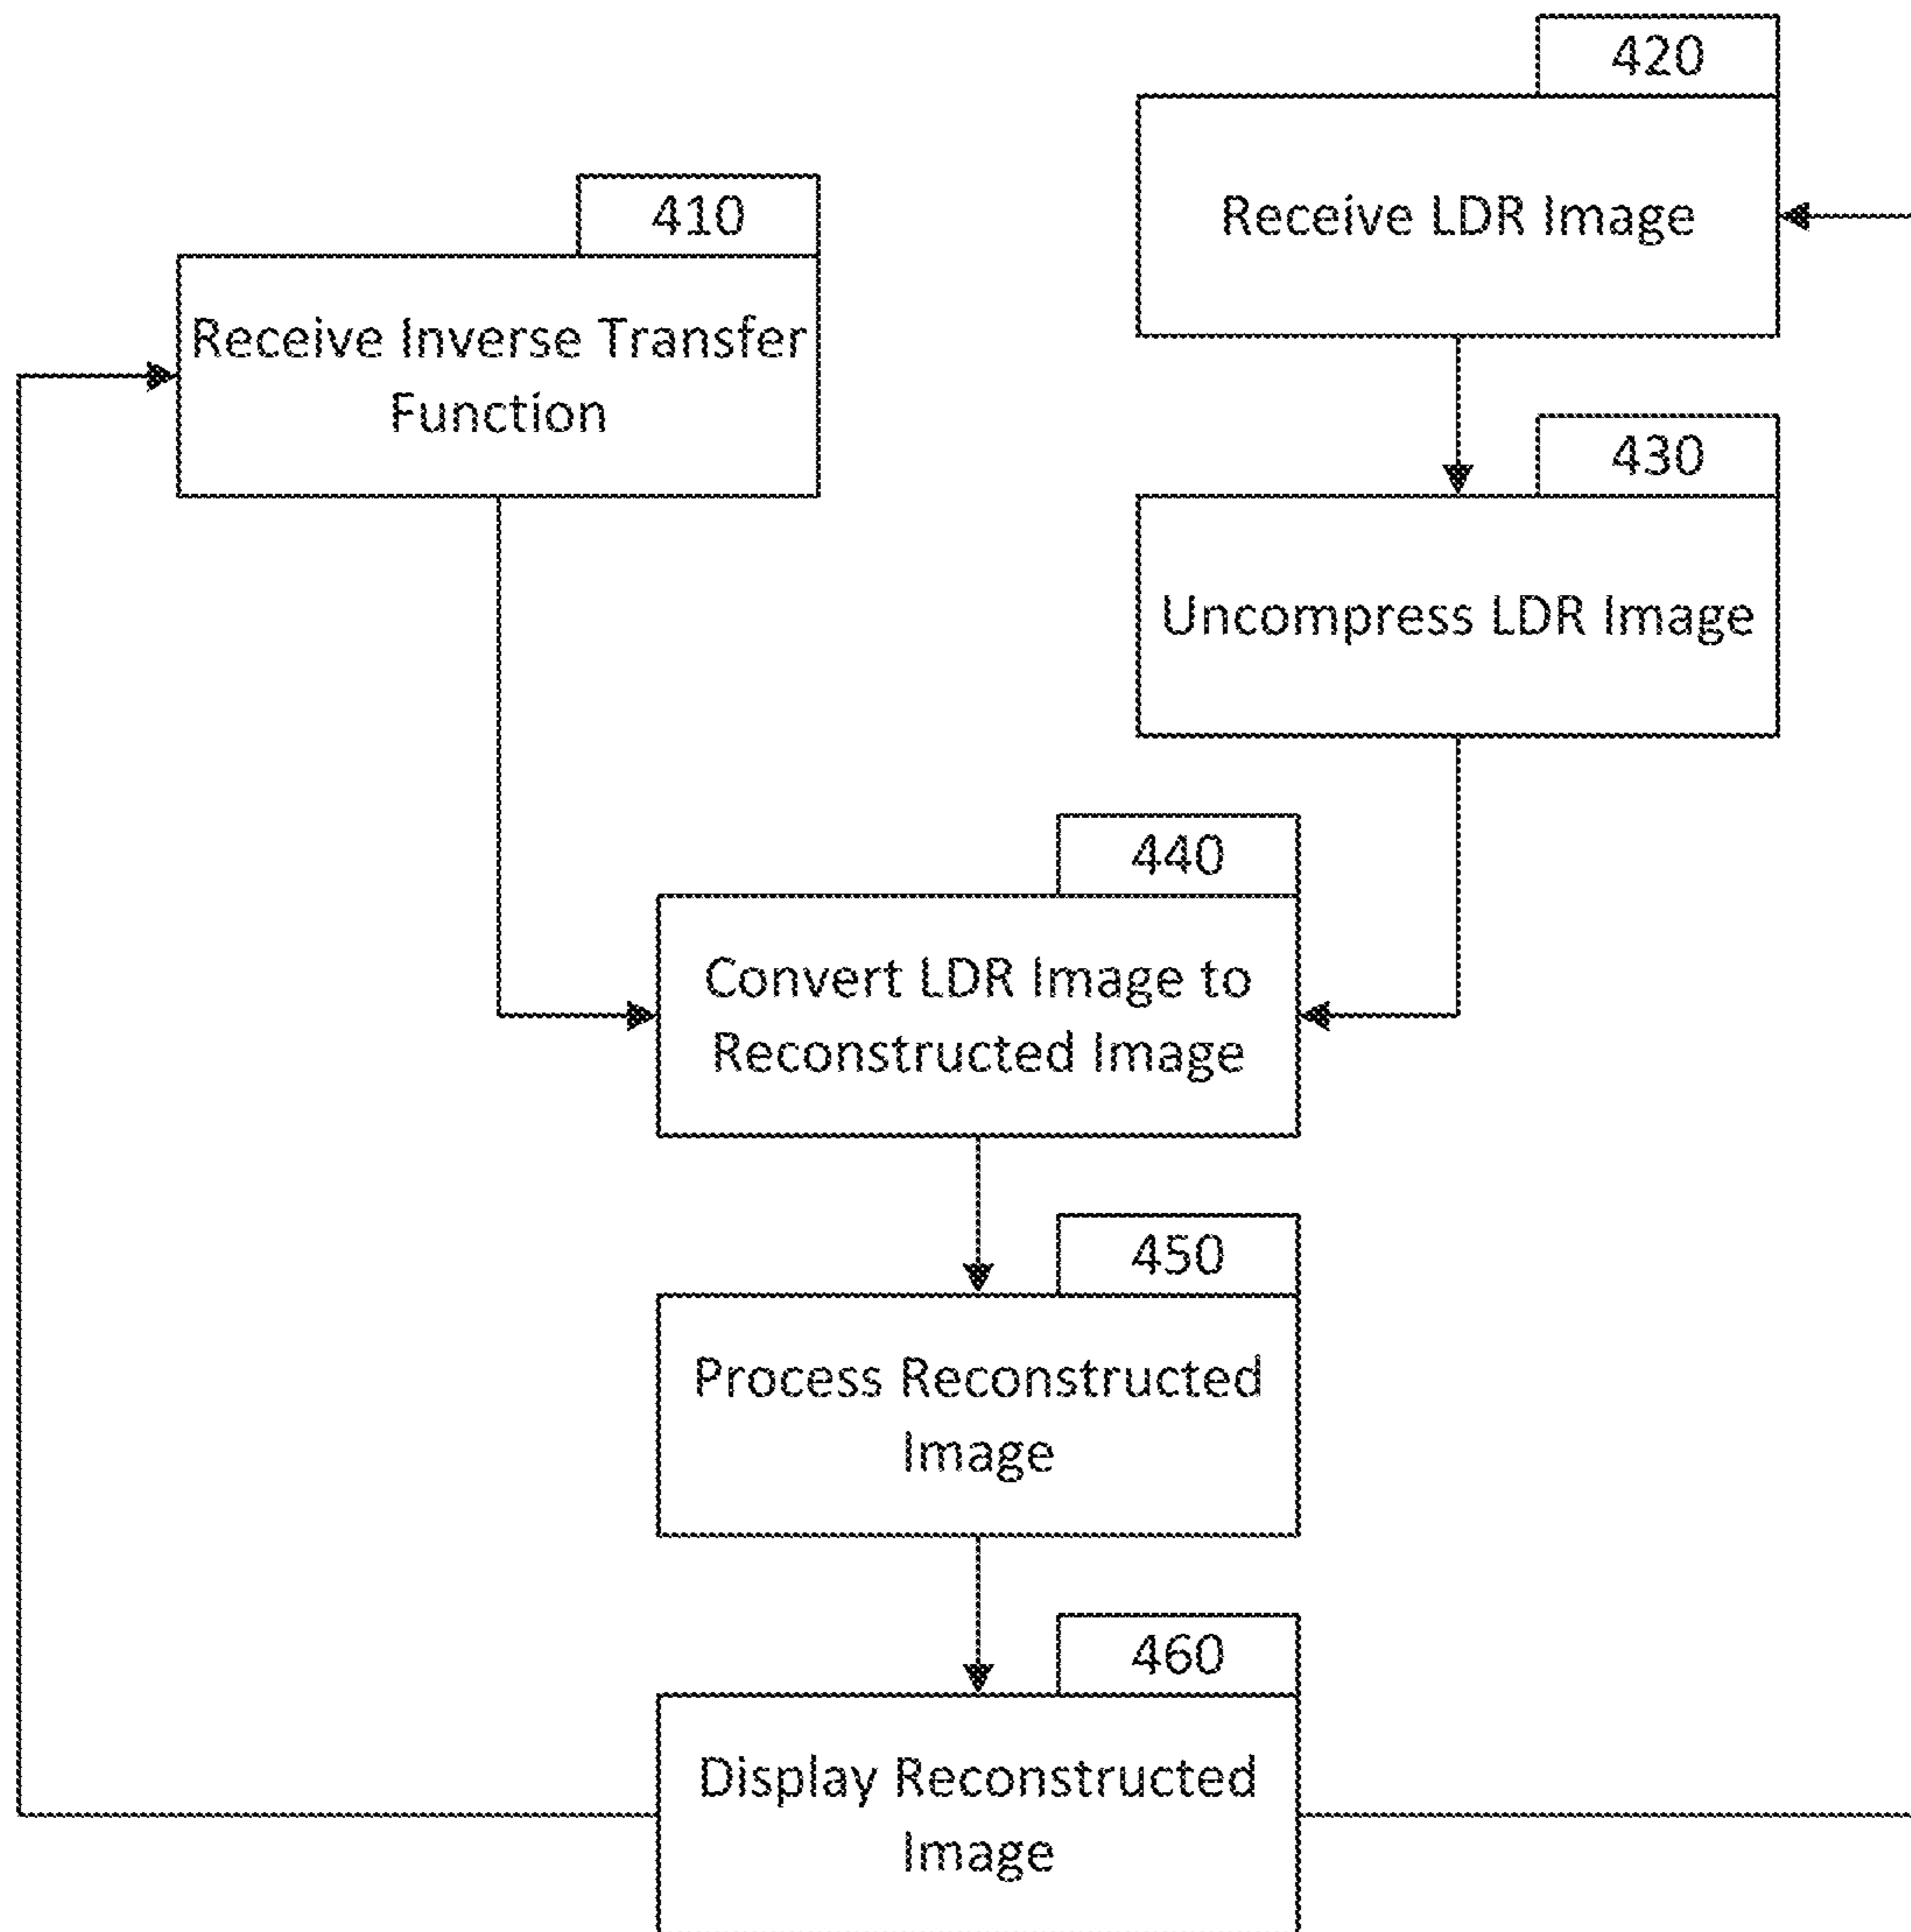 420
Receive LDR Image
410
Receive Inverse Transfer
Function
430
Uncompress LDR Image
440
Convert LDR Image to
Reconstructed Image
450
Process Reconstructed
Image
460
Display Reconstructed
Image